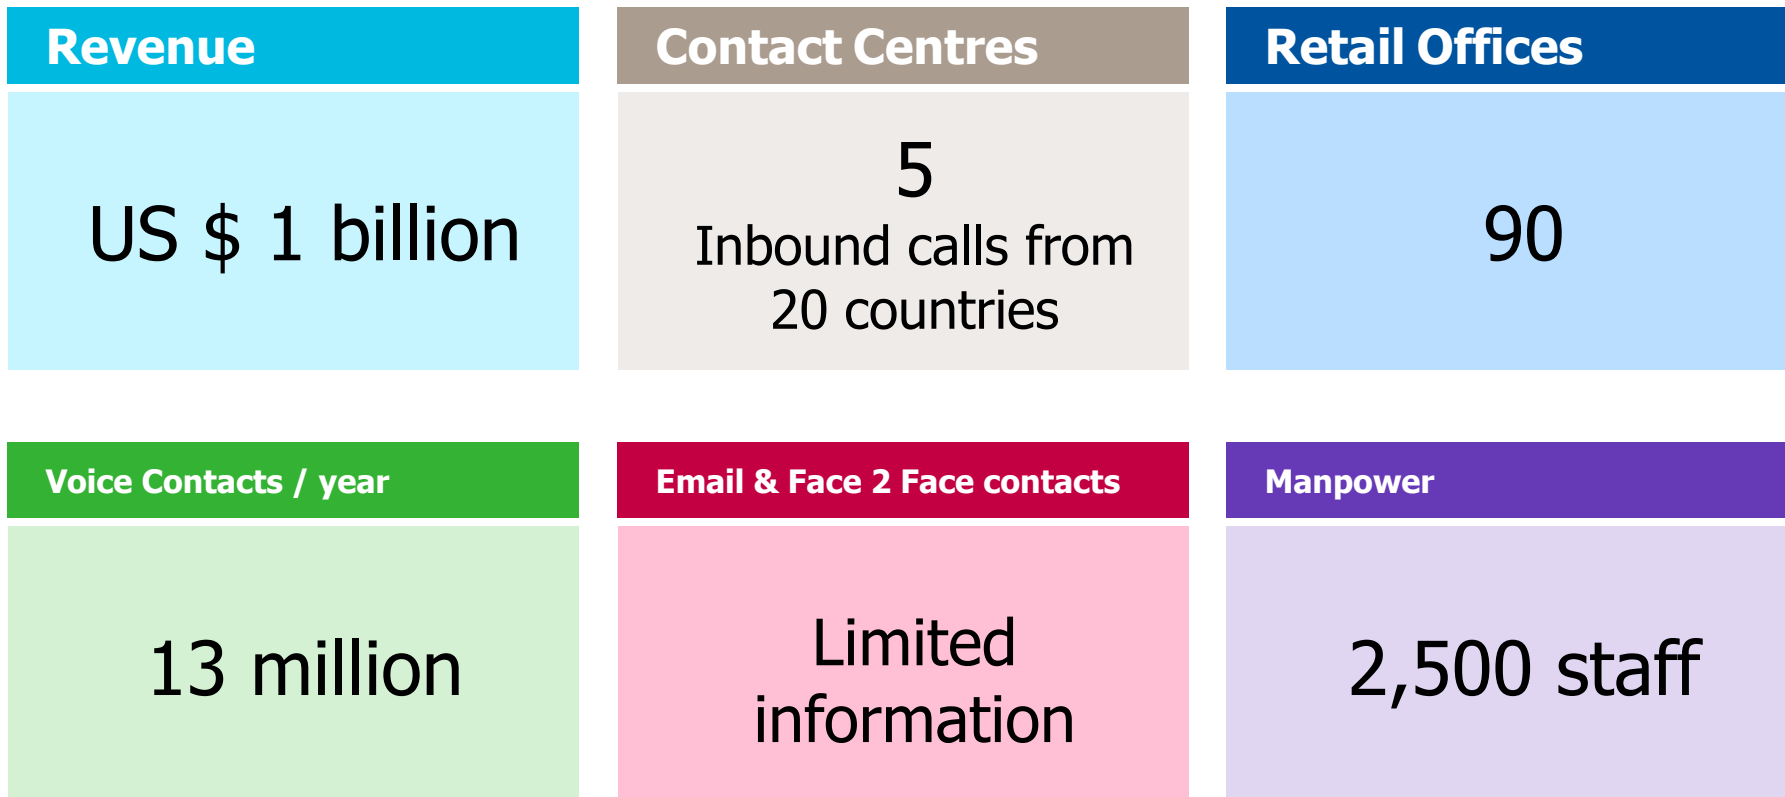 Revenue
US $ 1 billion
Contact Centres
5
Inbound calls from
20 countries
Retail Offices
90
Voice Contacts / year
13 million
Email & Face 2 Face contacts
Limited
information
Manpower
2,500 staff